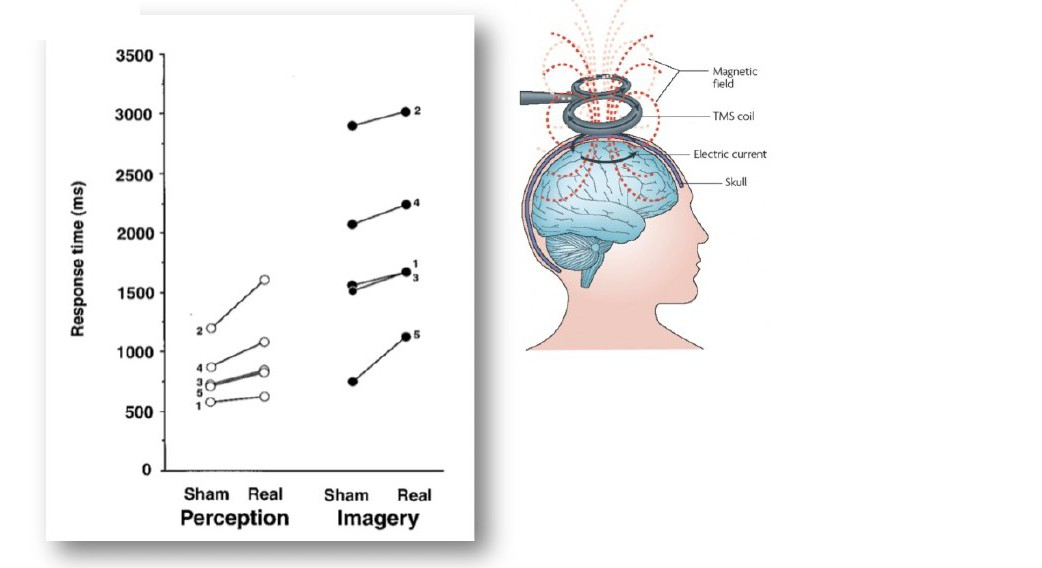 3500
3000
2500
2000
1500
1000
500
0
Response time (ms)
2
4
3
5
1
2
4
1
3
5
Sham Real Sham Real
Perception Imagery
Magnetic
field
TMS coil
Electric current
Skull